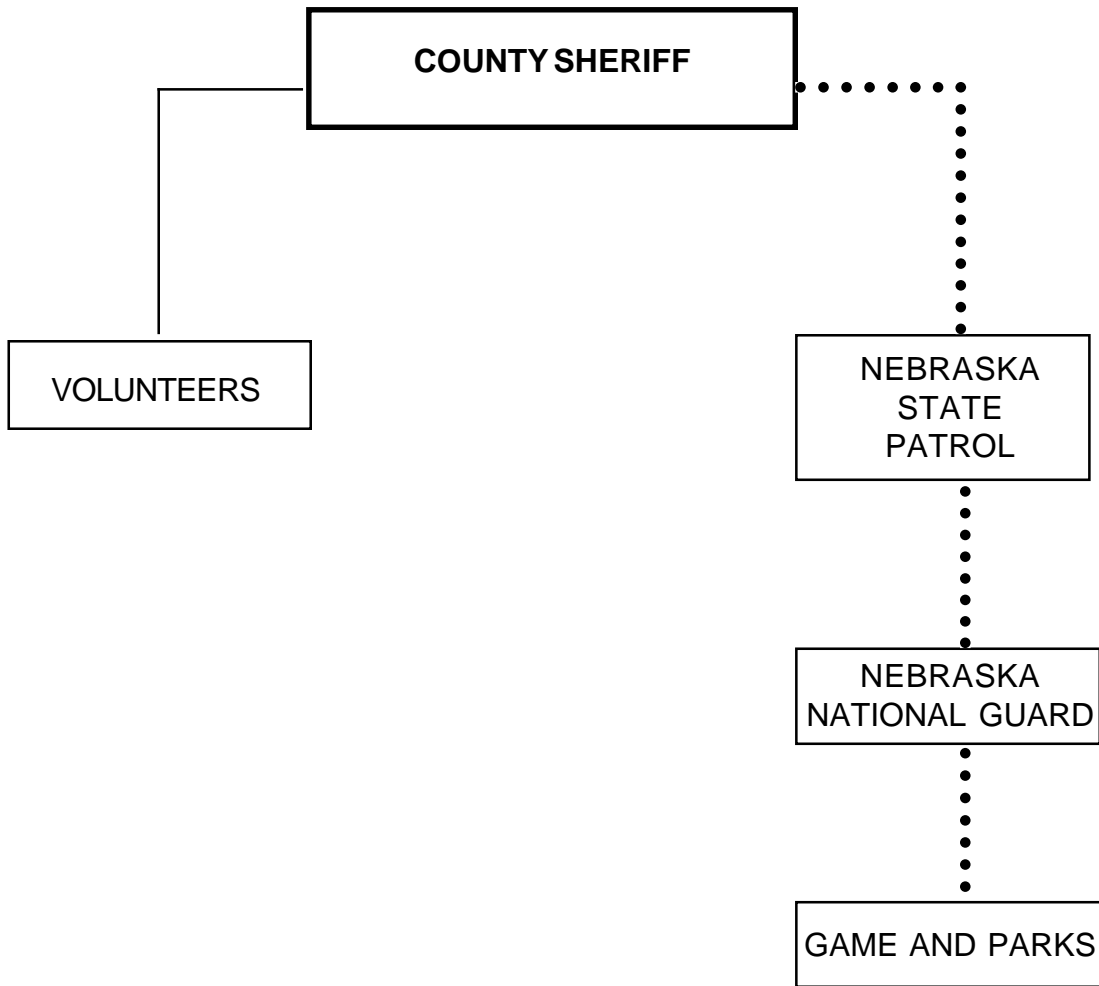 COUNTY SHERIFF
VOLUNTEERS
NEBRASKA
STATE
PATROL
NEBRASKA
NATIONAL GUARD
GAME AND PARKS